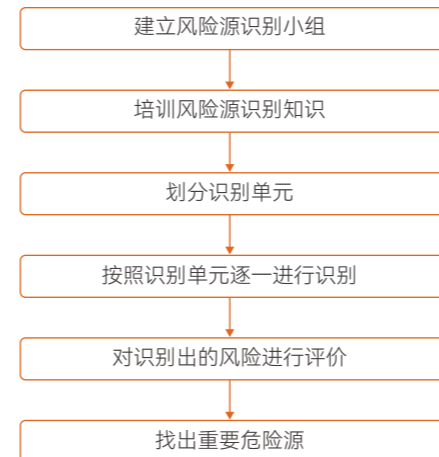 建立风险源识别小组
培训风险源识别知识
划分识别单元
按照识别单元逐一进行识别
对识别出的风险进行评价
找出重要危险源